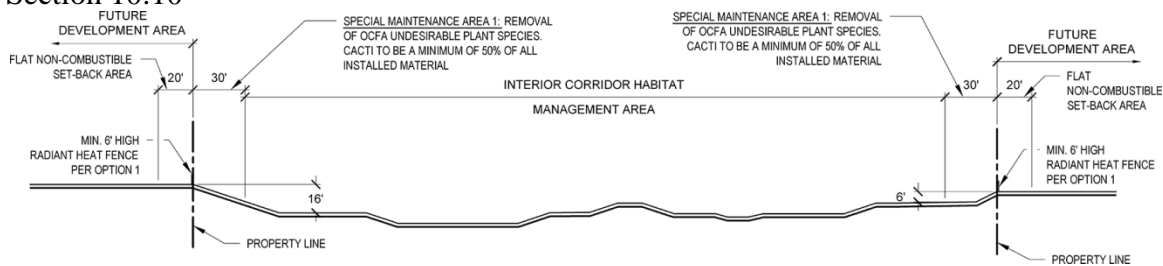 Section 10.10
FUTURE
DEVELOPMENT AREA
FLAT NON-COMBUSTIBLE
SET-BACK AREA
20'
30'
SPECIAL MAINTENANCE AREA 1: REMOVAL
OF OCFA UNDESIRABLE PLANT SPECIES.
CACTI TO BE A MINIMUM OF 50% OF ALL
INSTALLED MATERIAL
INTERIOR CORRIDOR HABITAT
MANAGEMENT AREA
SPECIAL MAINTENANCE AREA 1: REMOVAL
OF OCFA UNDESIRABLE PLANT SPECIES.
CACTI TO BE A MINIMUM OF 50% OF ALL
INSTALLED MATERIAL
FUTURE
DEVELOPMENT AREA
30'
20'
FLAT
NON-COMBUSTIBLE
SET-BACK AREA
MIN. 6' HIGH
RADIANT HEAT FENCE
PER OPTION 1
16'
6'
MIN. 6' HIGH
RADIANT HEAT FENCE
PER OPTION 1
PROPERTY LINE
PROPERTY LINE